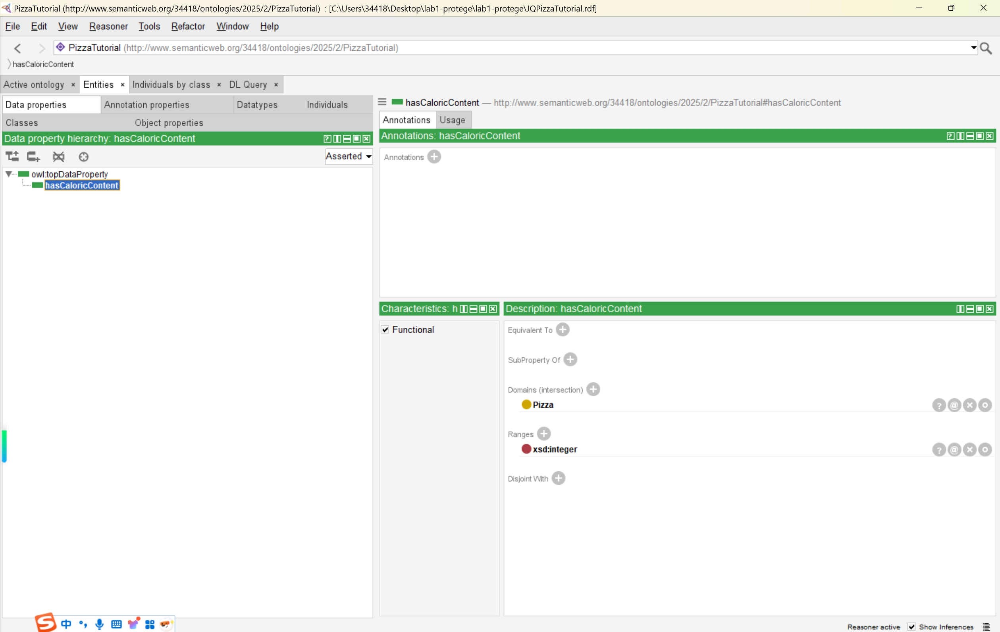 PizzaTutorial (http://www.semanticweb.org/34418/ontologies/2025/2/PizzaTutorial) : [C:\Users\34418\Desktop\lab1-protege\lab1-protege\JQPizzaTutorial.rdf]
File Edit View Reasoner Tools Refactor Window Help
PizzaTutorial (http://www.semanticweb.org/34418/ontologies/2025/2/PizzaTutorial)
hasCaloricContent
Active ontology × Entities × Individuals by class × DL Query ×
Data properties Annotation properties Datatypes Individuals
Classes Object properties
Data property hierarchy: hasCaloricContent
Asserted
owl:topDataProperty
hasCaloricContent
hasCaloricContent — http://www.semanticweb.org/34418/ontologies/2025/2/PizzaTutorial#hasCaloricContent
Annotations Usage
Annotations: hasCaloricContent
Annotations
Characteristics: h
Functional
Description: hasCaloricContent
Equivalent To
SubProperty Of
Domains (intersection)
Pizza
Ranges
xsd:integer
Disjoint With
中
Reasoner active Show Inferences